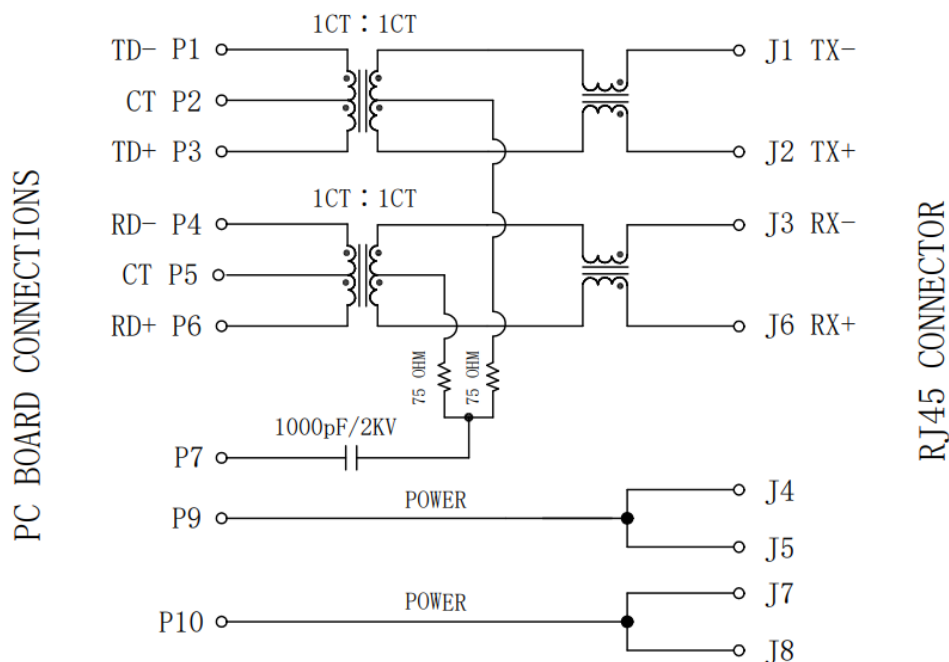 1CT：1CT
TD- P1
J1 TX-
CT P2
TD+ P3
J2 TX+
1CT：1CT
RD- P4
J3 RX-
CT P5
RD+ P6
J6 RX+
75 OHM
75 OHM
1000pF/2KV
P7
POWER
P9
J4
J5
POWER
P10
J7
J8
PC BOARD CONNECTIONS
RJ45 CONNECTOR